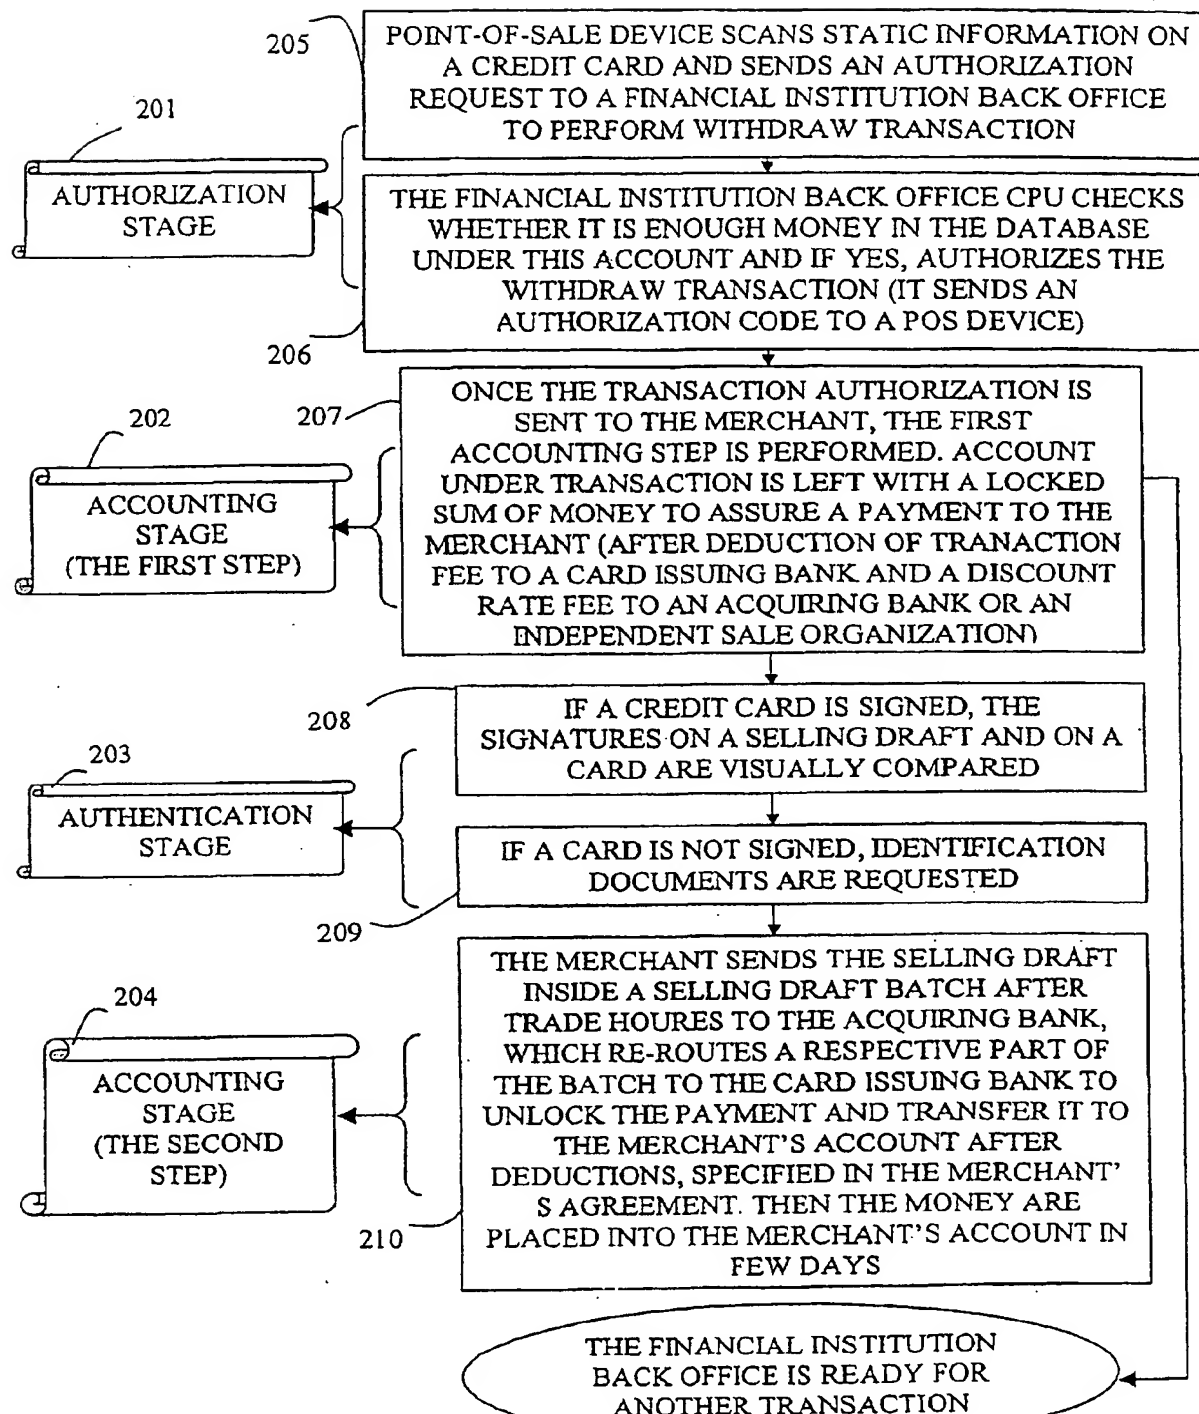 205
POINT-OF-SALE DEVICE SCANS STATIC INFORMATION ON
A CREDIT CARD AND SENDS AN AUTHORIZATION
REQUEST TO A FINANCIAL INSTITUTION BACK OFFICE
TO PERFORM WITHDRAW TRANSACTION
201
AUTHORIZATION
STAGE
THE FINANCIAL INSTITUTION BACK OFFICE CPU CHECKS
WHETHER IT IS ENOUGH MONEY IN THE DATABASE
UNDER THIS ACCOUNT AND IF YES, AUTHORIZES THE
WITHDRAW TRANSACTION (IT SENDS AN
AUTHORIZATION CODE TO A POS DEVICE)
206
202
ACCOUNTING
STAGE
(THE FIRST STEP)
207
ONCE THE TRANSACTION AUTHORIZATION IS
SENT TO THE MERCHANT, THE FIRST
ACCOUNTING STEP IS PERFORMED. ACCOUNT
UNDER TRANSACTION IS LEFT WITH A LOCKED
SUM OF MONEY TO ASSURE A PAYMENT TO THE
MERCHANT (AFTER DEDUCTION OF TRANACTION
FEE TO A CARD ISSUING BANK AND A DISCOUNT
RATE FEE TO AN ACQUIRING BANK OR AN
INDEPENDENT SALE ORGANIZATION)
208
IF A CREDIT CARD IS SIGNED, THE
SIGNATURES ON A SELLING DRAFT AND ON A
CARD ARE VISUALLY COMPARED
203
AUTHENTICATION
STAGE
IF A CARD IS NOT SIGNED, IDENTIFICATION
DOCUMENTS ARE REQUESTED
209
204
ACCOUNTING
STAGE
(THE SECOND
STEP)
THE MERCHANT SENDS THE SELLING DRAFT
INSIDE A SELLING DRAFT BATCH AFTER
TRADE HOURES TO THE ACQUIRING BANK,
WHICH RE-ROUTES A RESPECTIVE PART OF
THE BATCH TO THE CARD ISSUING BANK TO
UNLOCK THE PAYMENT AND TRANSFER IT TO
THE MERCHANT'S ACCOUNT AFTER
DEDUCTIONS, SPECIFIED IN THE MERCHANT'
S AGREEMENT. THEN THE MONEY ARE
PLACED INTO THE MERCHANT'S ACCOUNT IN
FEW DAYS
210
THE FINANCIAL INSTITUTION
BACK OFFICE IS READY FOR
ANOTHER TRANSACTION